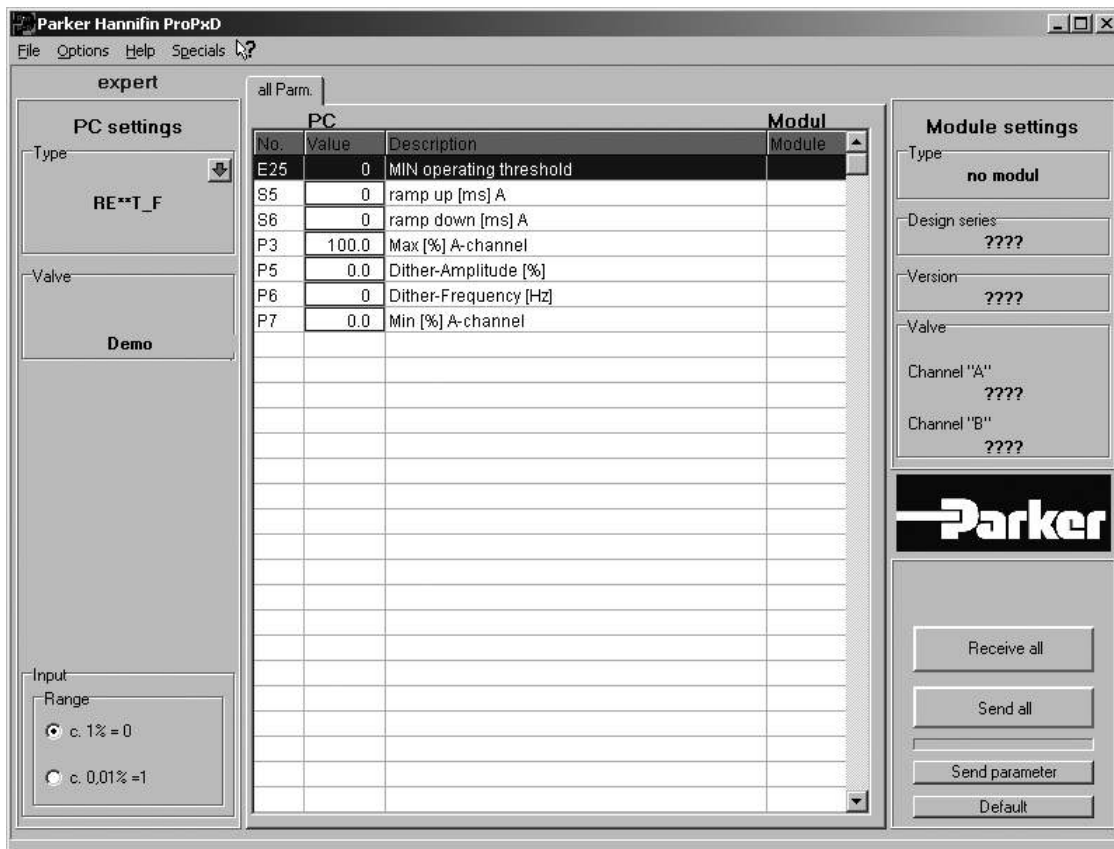 Parker Hannifin ProPxD
File Options Help Specials ?
expert
PC settings
Type
RE**T_F
Valve
Demo
Input
Range
c. 1% = 0
c. 0,01% =1
all Parm.
PC Modul
No. Value Description Module
E25 0 MIN operating threshold
S5 0 ramp up [ms] A
S6 0 ramp down [ms] A
P3 100.0 Max [%] A-channel
P5 0.0 Dither-Amplitude [%]
P6 0 Dither-Frequency [Hz]
P7 0.0 Min [%] A-channel
Module settings
Type
no modul
Design series
????
Version
????
Valve
Channel "A"
????
Channel "B"
????
Parker
Receive all
Send all
Send parameter
Default